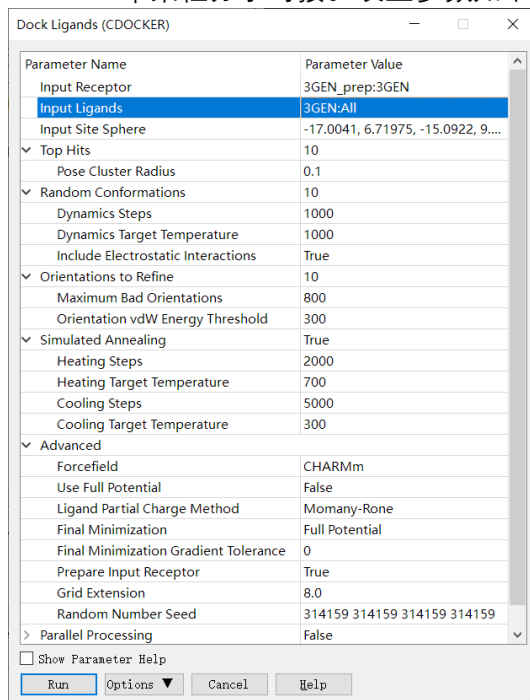 Dock Ligands (CDOCKER)
Parameter Name Parameter Value
Input Receptor 3GEN_prep:3GEN
Input Ligands 3GEN:All
Input Site Sphere -17.0041, 6.71975, -15.0922, 9....
Top Hits 10
Pose Cluster Radius 0.1
Random Conformations 10
Dynamics Steps 1000
Dynamics Target Temperature 1000
Include Electrostatic Interactions True
Orientations to Refine 10
Maximum Bad Orientations 800
Orientation vdW Energy Threshold 300
Simulated Annealing True
Heating Steps 2000
Heating Target Temperature 700
Cooling Steps 5000
Cooling Target Temperature 300
Advanced
Forcefield CHARMm
Use Full Potential False
Ligand Partial Charge Method Momany-Rone
Final Minimization Full Potential
Final Minimization Gradient Tolerance 0
Prepare Input Receptor True
Grid Extension 8.0
Random Number Seed 314159 314159 314159 314159
Parallel Processing False
Show Parameter Help
Run Options ▼ Cancel Help